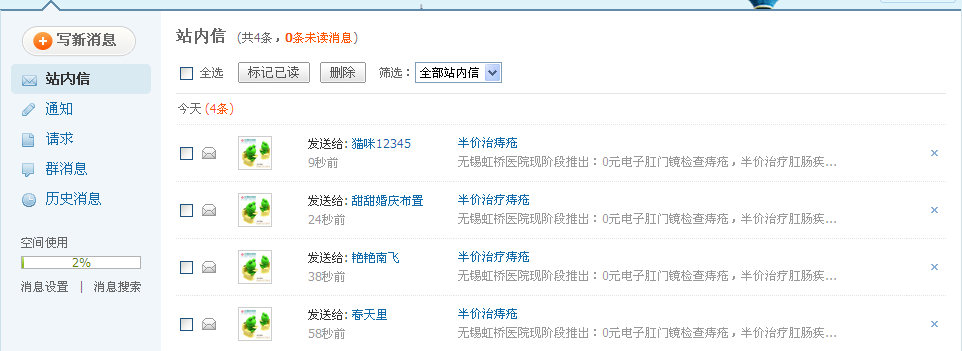 写新消息
站内信
通知
请求
群消息
历史消息
空间使用
2%
消息设置 | 消息搜索
站内信 (共4条，0条未读消息)
全选 标记已读 删除 筛选：全部站内信
今天 (4条)
发送给: 猫咪12345 半价治痔疮
9秒前 无锡虹桥医院现阶段推出：0元电子肛门镜检查痔疮，半价治疗肛肠疾...
发送给: 甜甜婚庆布置 半价治疗痔疮
24秒前 无锡虹桥医院现阶段推出：0元电子肛门镜检查痔疮，半价治疗肛肠疾...
发送给: 艳艳南飞 半价治疗痔疮
38秒前 无锡虹桥医院现阶段推出：0元电子肛门镜检查痔疮，半价治疗肛肠疾...
发送给: 春天里 半价治痔疮
58秒前 无锡虹桥医院现阶段推出：0元电子肛门镜检查痔疮，半价治疗肛肠疾...